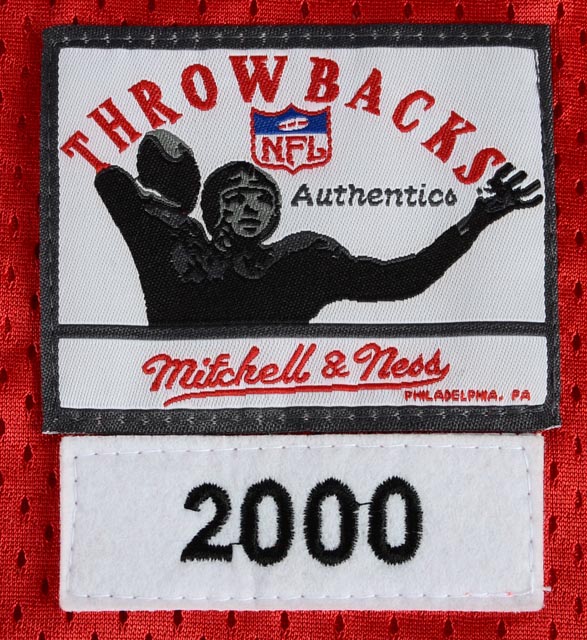 THROWBACKS
NFL
Authentics
Mitchell & Ness
PHILADELPHIA, PA
2000